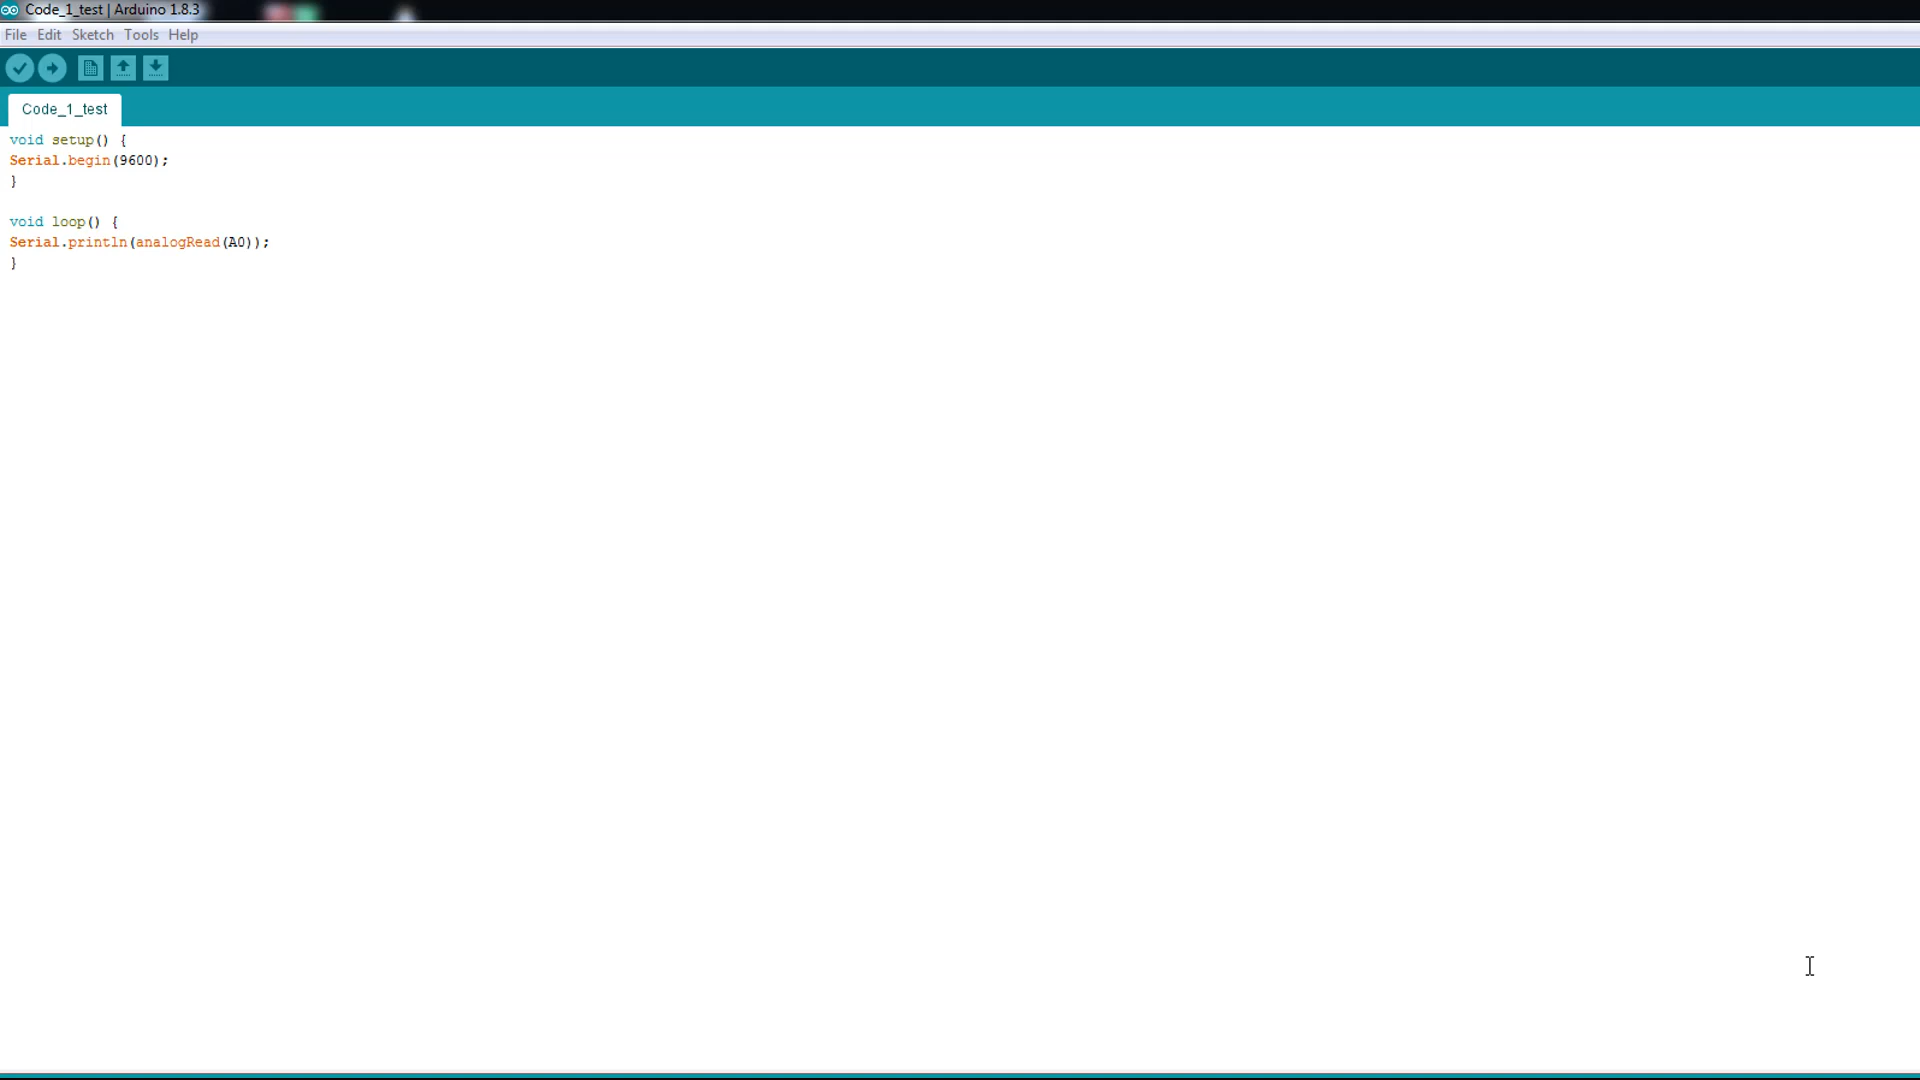 Code_1_test | Arduino 1.8.3
File Edit Sketch Tools Help
Code_1_test
void setup() {
Serial.begin(9600);
}
void loop() {
Serial.println(analogRead(A0));
}